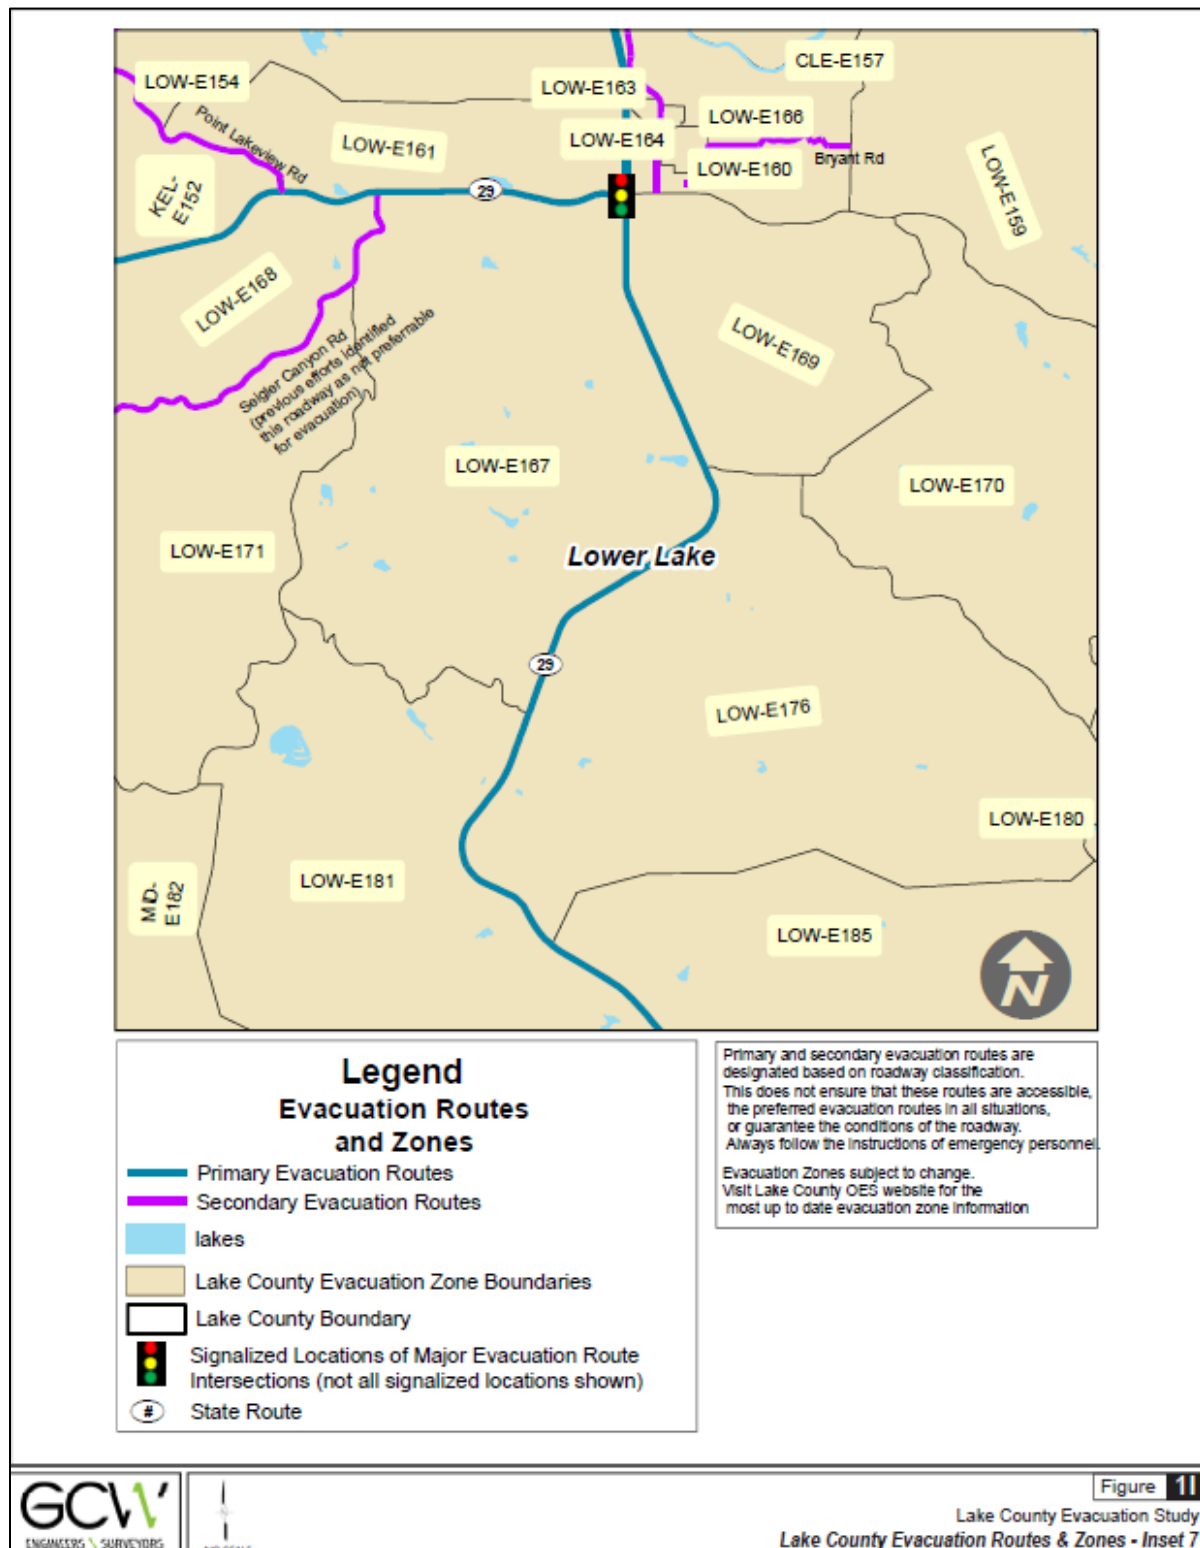 LOW-E154
CLE-E157
LOW-E163
Point Lakeview Rd
LOW-E166
LOW-E161
LOW-E164
Bryant Rd
LOW-E160
LOW-E159
KEL-
E152
29
LOW-E168
LOW-E169
Seigler Canyon Rd
(previous efforts identified
this roadway as not preferrable
for evacuation)
LOW-E167
LOW-E170
LOW-E171
Lower Lake
29
LOW-E176
LOW-E180
LOW-E181
MID-
E182
LOW-E185
N
Legend
Evacuation Routes
and Zones
Primary Evacuation Routes
Secondary Evacuation Routes
lakes
Lake County Evacuation Zone Boundaries
Lake County Boundary
Signalized Locations of Major Evacuation Route
Intersections (not all signalized locations shown)
# State Route
Primary and secondary evacuation routes are
designated based on roadway classification.
This does not ensure that these routes are accessible,
the preferred evacuation routes in all situations,
or guarantee the conditions of the roadway.
Always follow the instructions of emergency personnel.
Evacuation Zones subject to change.
Visit Lake County OES website for the
most up to date evacuation zone information
GCW
ENGINEERS \ SURVEYORS
NO SCALE
Figure 1I
Lake County Evacuation Study
Lake County Evacuation Routes & Zones - Inset 7